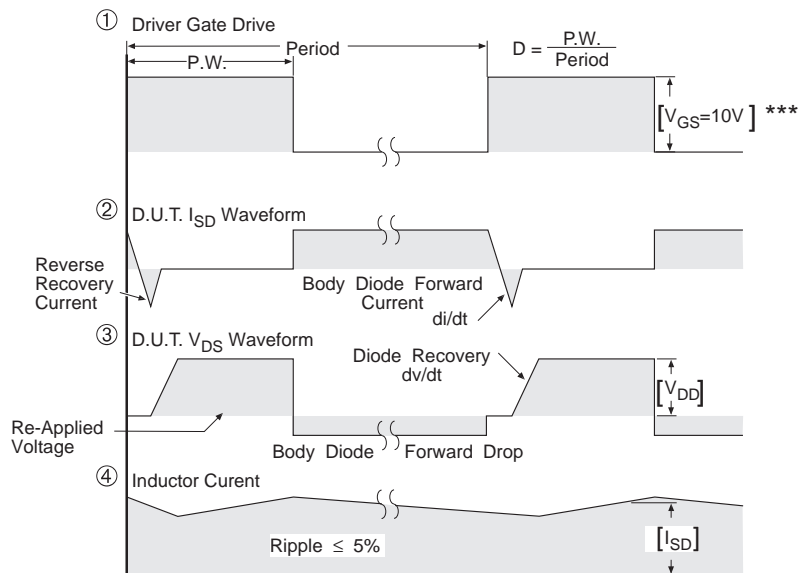 ① Driver Gate Drive
Period
P.W.
D = P.W. / Period
[VGS=10V] ***
② D.U.T. ISD Waveform
Reverse
Recovery
Current
Body Diode Forward
Current
di/dt
③ D.U.T. VDS Waveform
Diode Recovery
dv/dt
[VDD]
Re-Applied
Voltage
Body Diode Forward Drop
④ Inductor Curent
Ripple ≤ 5%
[ISD]